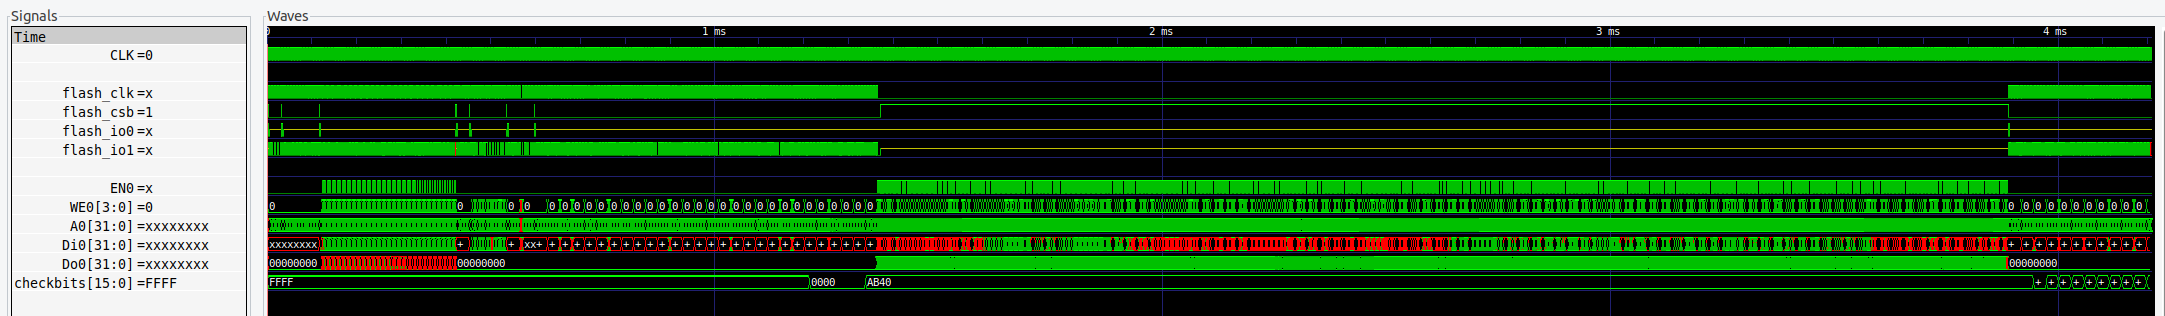 Signals
Waves
Time
0 1 ms 2 ms 3 ms 4 ms
CLK=0
flash_clk=x
flash_csb=1
flash_io0=x
flash_io1=x
EN0=x
WE0[3:0]=0 0 0 0 0 0 0 0 0 0 0 0 0 0 0 0 0 0 0 0 0 0 0 0 0 0 0 0 0 0 0 0 0 0 0 0 0 0 0 0 0 0
A0[31:0]=xxxxxxxx
Di0[31:0]=xxxxxxxx xxxxxxxx + + xx+ + + + + + + + + + + + + + + + + + + + + + + + + + + + + + + + + + + + + + +
Do0[31:0]=xxxxxxxx 00000000 00000000 00000000
checkbits[15:0]=FFFF FFFF 0000 AB40 + + + + + + + + +